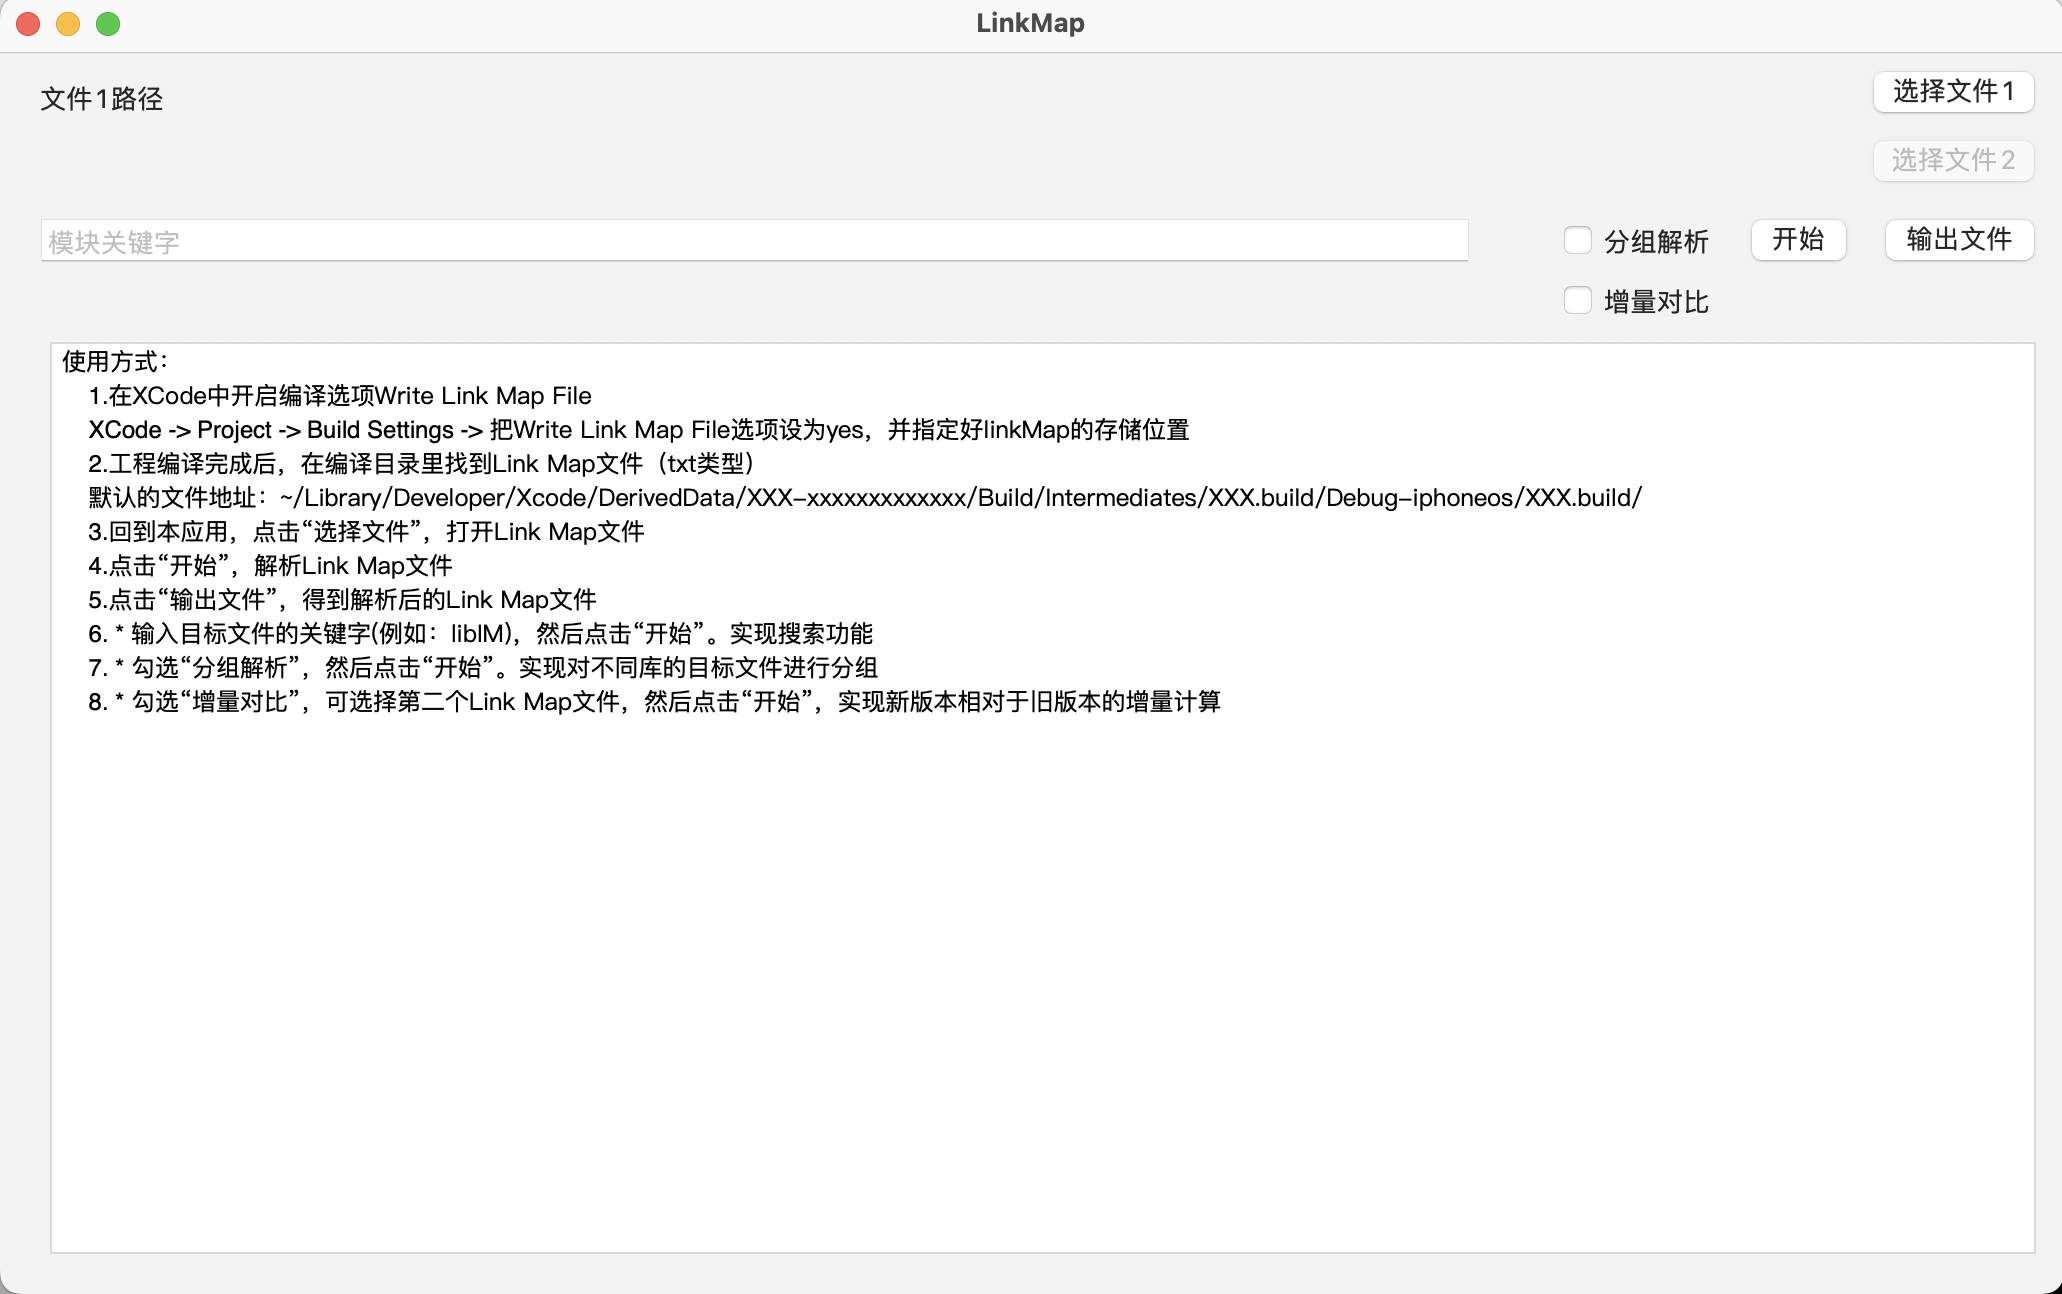 LinkMap
文件1路径
选择文件1
选择文件2
模块关键字
分组解析
开始
输出文件
增量对比
使用方式：
1.在XCode中开启编译选项Write Link Map File
XCode -> Project -> Build Settings -> 把Write Link Map File选项设为yes，并指定好linkMap的存储位置
2.工程编译完成后，在编译目录里找到Link Map文件（txt类型）
默认的文件地址：~/Library/Developer/Xcode/DerivedData/XXX-xxxxxxxxxxxxx/Build/Intermediates/XXX.build/Debug-iphoneos/XXX.build/
3.回到本应用，点击“选择文件”，打开Link Map文件
4.点击“开始”，解析Link Map文件
5.点击“输出文件”，得到解析后的Link Map文件
6. * 输入目标文件的关键字(例如：libIM)，然后点击“开始”。实现搜索功能
7. * 勾选“分组解析”，然后点击“开始”。实现对不同库的目标文件进行分组
8. * 勾选“增量对比”，可选择第二个Link Map文件，然后点击“开始”，实现新版本相对于旧版本的增量计算